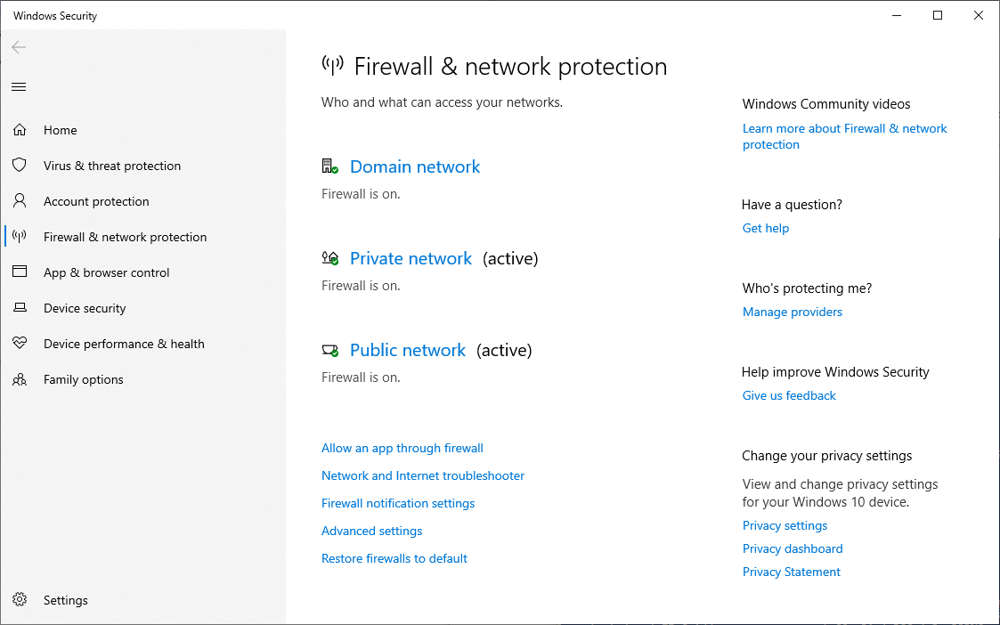 Windows Security
Home
Virus & threat protection
Account protection
Firewall & network protection
App & browser control
Device security
Device performance & health
Family options
Settings
Firewall & network protection
Who and what can access your networks.
Domain network
Firewall is on.
Private network (active)
Firewall is on.
Public network (active)
Firewall is on.
Allow an app through firewall
Network and Internet troubleshooter
Firewall notification settings
Advanced settings
Restore firewalls to default
Windows Community videos
Learn more about Firewall & network
protection
Have a question?
Get help
Who's protecting me?
Manage providers
Help improve Windows Security
Give us feedback
Change your privacy settings
View and change privacy settings
for your Windows 10 device.
Privacy settings
Privacy dashboard
Privacy Statement